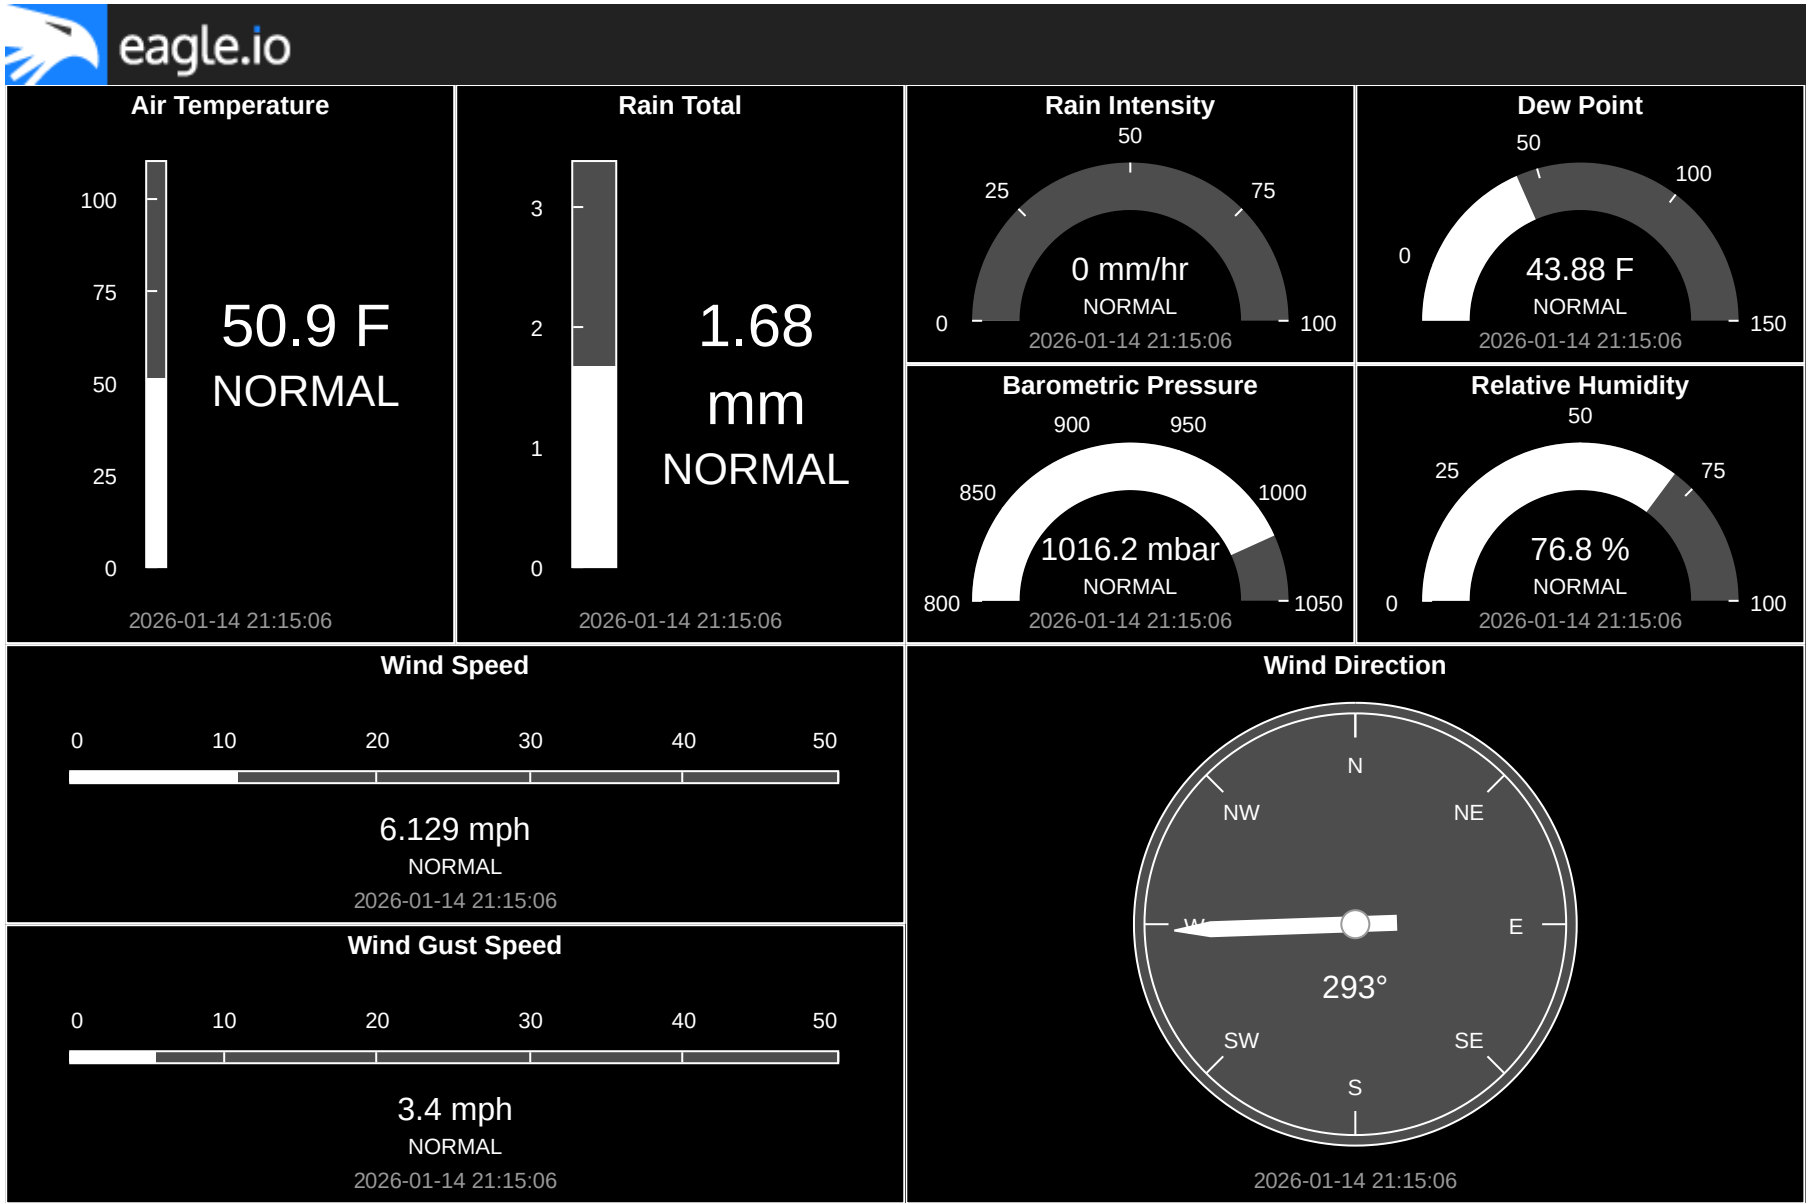 eagle.io
Air Temperature
100
75
50
25
0
50.9 F
NORMAL
2026-01-14 21:15:06
Rain Total
3
2
1
0
1.68
mm
NORMAL
2026-01-14 21:15:06
Rain Intensity
0
25
50
75
100
0 mm/hr
NORMAL
2026-01-14 21:15:06
Dew Point
0
50
100
150
43.88 F
NORMAL
2026-01-14 21:15:06
Barometric Pressure
800
850
900
950
1000
1050
1016.2 mbar
NORMAL
2026-01-14 21:15:06
Relative Humidity
0
25
50
75
100
76.8 %
NORMAL
2026-01-14 21:15:06
Wind Speed
0 10 20 30 40 50
6.129 mph
NORMAL
2026-01-14 21:15:06
Wind Gust Speed
0 10 20 30 40 50
3.4 mph
NORMAL
2026-01-14 21:15:06
Wind Direction
N
NW NE
W E
293°
SW SE
S
2026-01-14 21:15:06